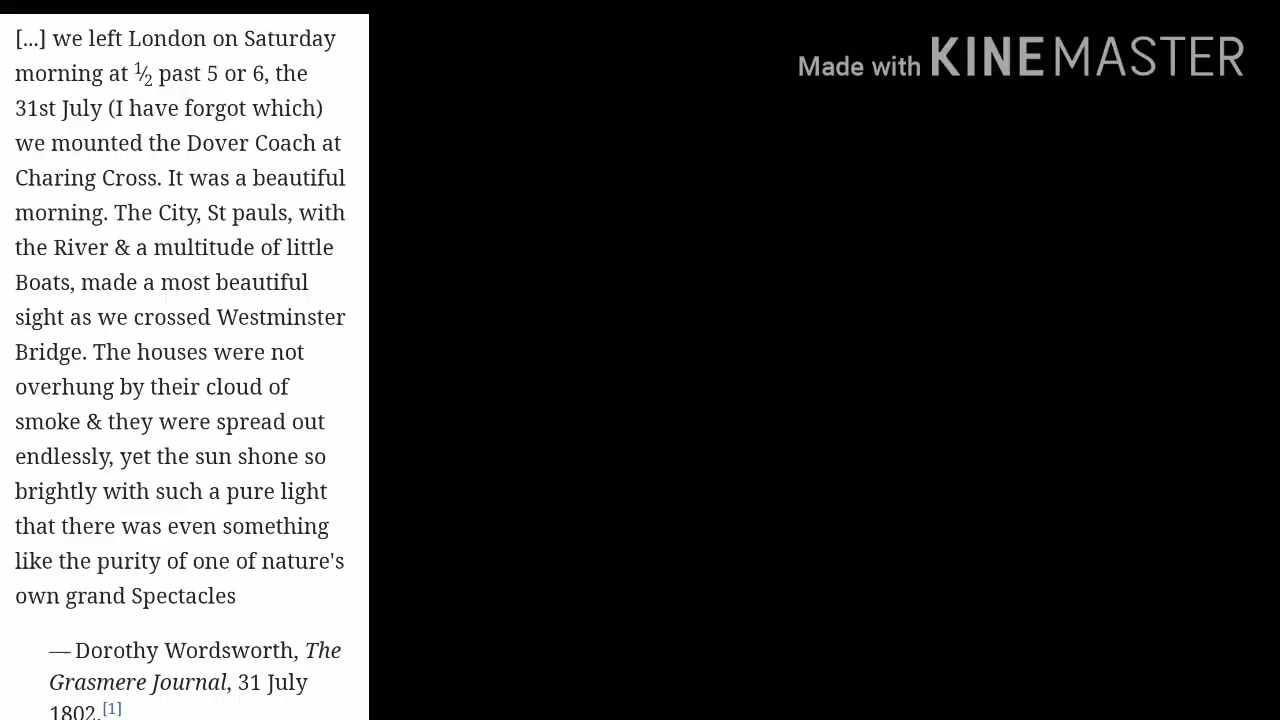 [...] we left London on Saturday
morning at ½ past 5 or 6, the
31st July (I have forgot which)
we mounted the Dover Coach at
Charing Cross. It was a beautiful
morning. The City, St pauls, with
the River & a multitude of little
Boats, made a most beautiful
sight as we crossed Westminster
Bridge. The houses were not
overhung by their cloud of
smoke & they were spread out
endlessly, yet the sun shone so
brightly with such a pure light
that there was even something
like the purity of one of nature's
own grand Spectacles
— Dorothy Wordsworth, The
Grasmere Journal, 31 July
1802.[1]
Made with KINEMASTER